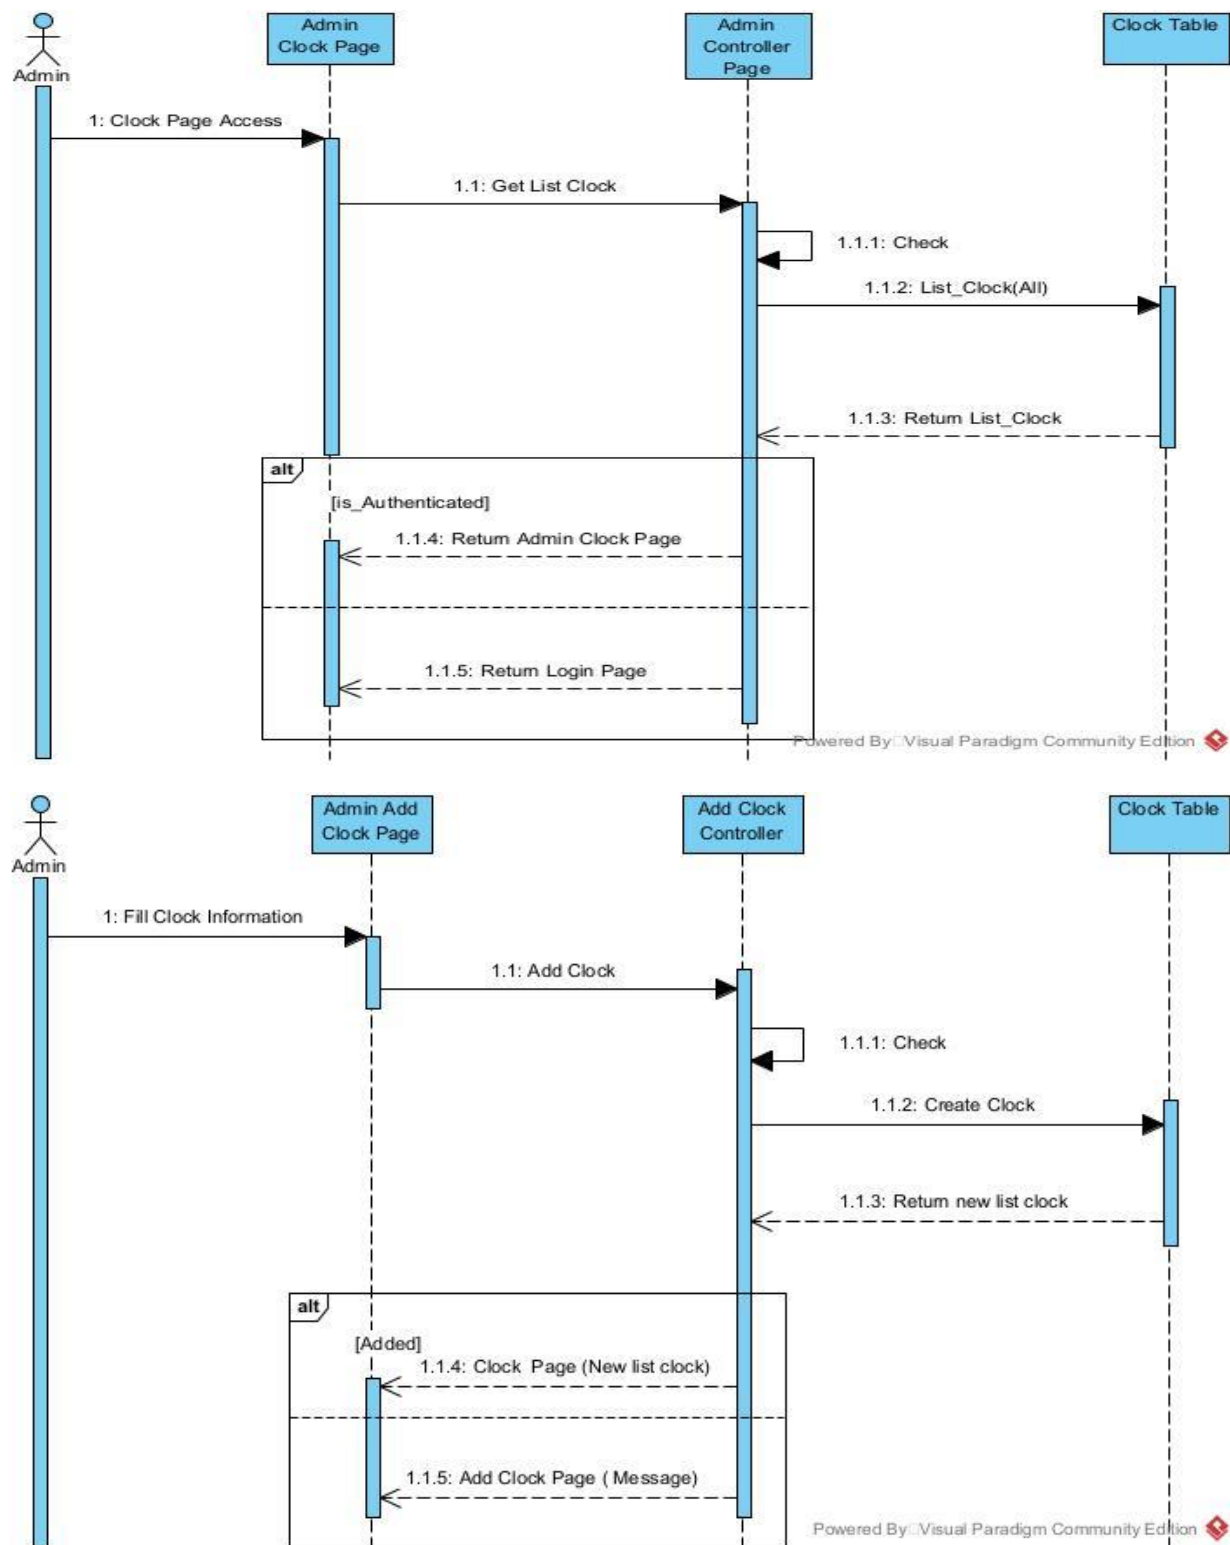 Admin
Clock Page
Admin
Controller
Page
Clock Table
Admin
1: Clock Page Access
1.1: Get List Clock
1.1.1: Check
1.1.2: List_Clock(All)
1.1.3: Return List_Clock
alt
[is_Authenticated]
1.1.4: Return Admin Clock Page
1.1.5: Return Login Page
Powered By Visual Paradigm Community Edition
Admin Add
Clock Page
Add Clock
Controller
Clock Table
Admin
1: Fill Clock Information
1.1: Add Clock
1.1.1: Check
1.1.2: Create Clock
1.1.3: Return new list clock
alt
[Added]
1.1.4: Clock Page (New list clock)
1.1.5: Add Clock Page ( Message)
Powered By Visual Paradigm Community Edition